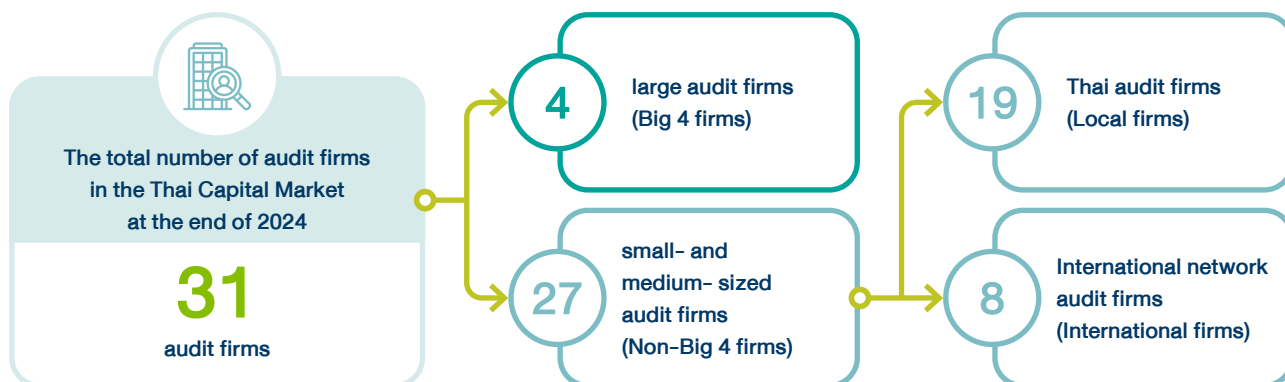 The total number of audit firms
in the Thai Capital Market
at the end of 2024
31
audit firms
4
large audit firms
(Big 4 firms)
27
small- and
medium- sized
audit firms
(Non-Big 4 firms)
19
Thai audit firms
(Local firms)
8
International network
audit firms
(International firms)